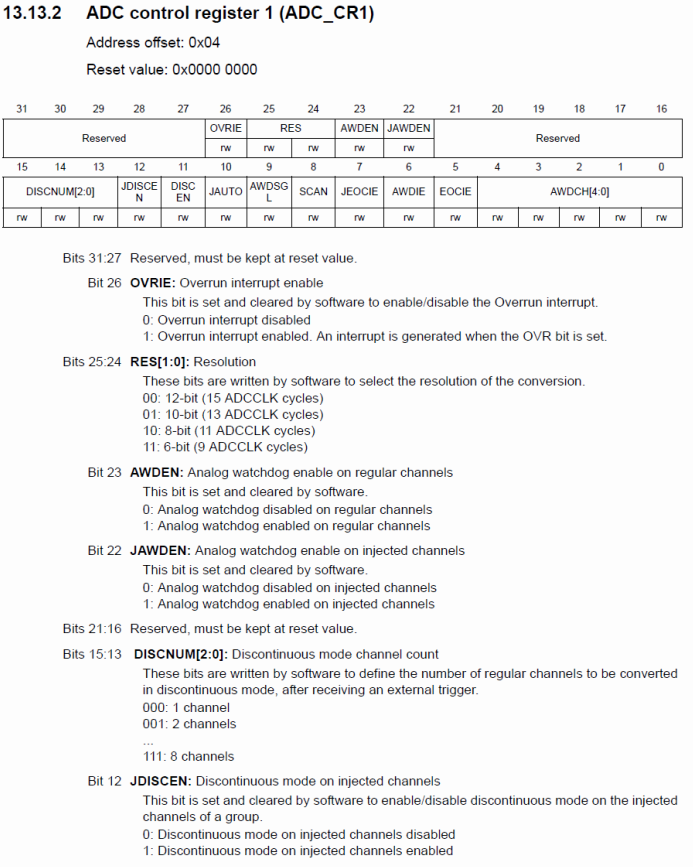 13.13.2 ADC control register 1 (ADC_CR1)
Address offset: 0x04
Reset value: 0x0000 0000
31 30 29 28 27 26 25 24 23 22 21 20 19 18 17 16
Reserved OVRIE RES AWDEN JAWDEN Reserved
rw rw rw rw rw
15 14 13 12 11 10 9 8 7 6 5 4 3 2 1 0
DISCNUM[2:0] JDISCE DISC JAUTO AWDSG SCAN JEOCIE AWDIE EOCIE AWDCH[4:0]
N EN L
rw rw rw rw rw rw rw rw rw rw rw rw rw rw rw rw
Bits 31:27 Reserved, must be kept at reset value.
Bit 26 OVRIE: Overrun interrupt enable
This bit is set and cleared by software to enable/disable the Overrun interrupt.
0: Overrun interrupt disabled
1: Overrun interrupt enabled. An interrupt is generated when the OVR bit is set.
Bits 25:24 RES[1:0]: Resolution
These bits are written by software to select the resolution of the conversion.
00: 12-bit (15 ADCCLK cycles)
01: 10-bit (13 ADCCLK cycles)
10: 8-bit (11 ADCCLK cycles)
11: 6-bit (9 ADCCLK cycles)
Bit 23 AWDEN: Analog watchdog enable on regular channels
This bit is set and cleared by software.
0: Analog watchdog disabled on regular channels
1: Analog watchdog enabled on regular channels
Bit 22 JAWDEN: Analog watchdog enable on injected channels
This bit is set and cleared by software.
0: Analog watchdog disabled on injected channels
1: Analog watchdog enabled on injected channels
Bits 21:16 Reserved, must be kept at reset value.
Bits 15:13 DISCNUM[2:0]: Discontinuous mode channel count
These bits are written by software to define the number of regular channels to be converted
in discontinuous mode, after receiving an external trigger.
000: 1 channel
001: 2 channels
...
111: 8 channels
Bit 12 JDISCEN: Discontinuous mode on injected channels
This bit is set and cleared by software to enable/disable discontinuous mode on the injected
channels of a group.
0: Discontinuous mode on injected channels disabled
1: Discontinuous mode on injected channels enabled